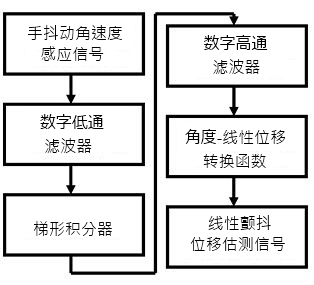 手抖动角速度
感应信号
数字低通
滤波器
梯形积分器
数字高通
滤波器
角度-线性位移
转换函数
线性颤抖
位移估测信号